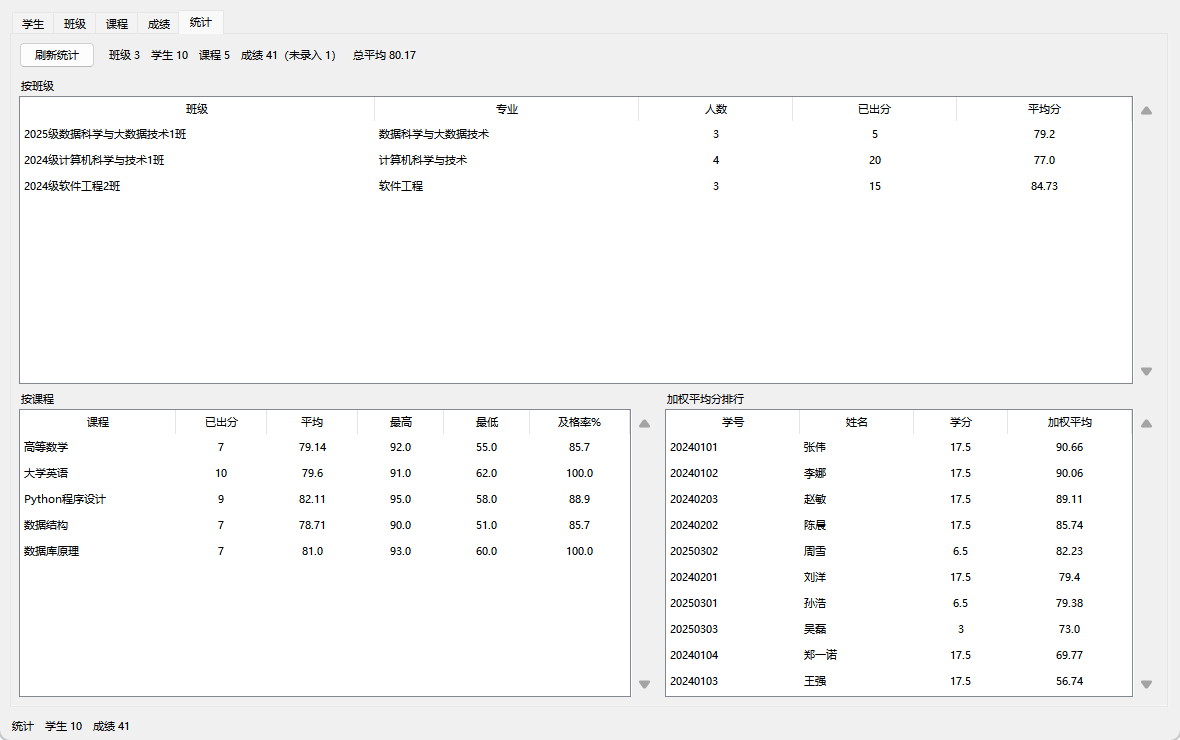 学生 班级 课程 成绩 统计
刷新统计 班级 3 学生 10 课程 5 成绩 41（未录入 1） 总平均 80.17
按班级
班级 专业 人数 已出分 平均分
2025级数据科学与大数据技术1班 数据科学与大数据技术 3 5 79.2
2024级计算机科学与技术1班 计算机科学与技术 4 20 77.0
2024级软件工程2班 软件工程 3 15 84.73
按课程
课程 已出分 平均 最高 最低 及格率%
高等数学 7 79.14 92.0 55.0 85.7
大学英语 10 79.6 91.0 62.0 100.0
Python程序设计 9 82.11 95.0 58.0 88.9
数据结构 7 78.71 90.0 51.0 85.7
数据库原理 7 81.0 93.0 60.0 100.0
加权平均分排行
学号 姓名 学分 加权平均
20240101 张伟 17.5 90.66
20240102 李娜 17.5 90.06
20240203 赵敏 17.5 89.11
20240202 陈晨 17.5 85.74
20250302 周雪 6.5 82.23
20240201 刘洋 17.5 79.4
20250301 孙浩 6.5 79.38
20250303 吴磊 3 73.0
20240104 郑一诺 17.5 69.77
20240103 王强 17.5 56.74
统计 学生 10 成绩 41